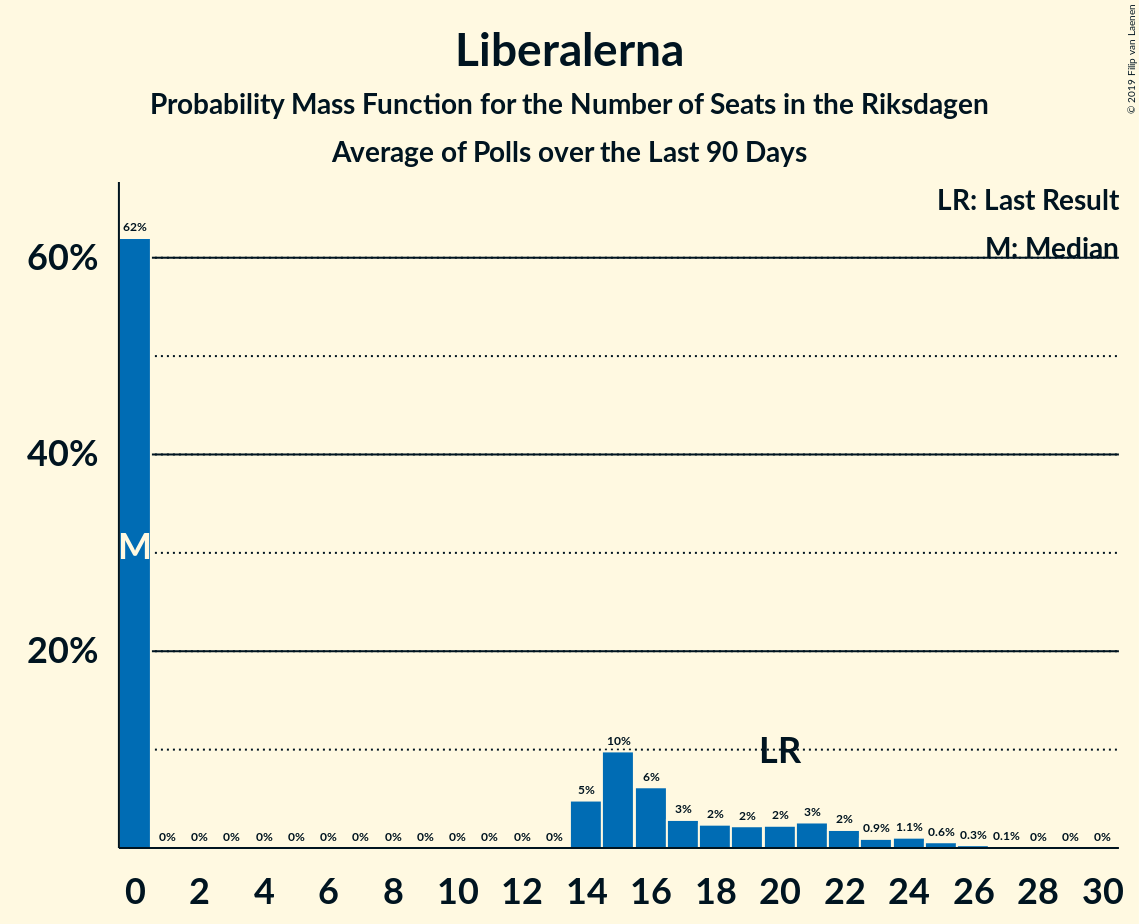 © 2019 Filip van Laenen
Liberalerna
Probability Mass Function for the Number of Seats in the Riksdagen
Average of Polls over the Last 90 Days
LR: Last Result
M: Median
62%
60%
40%
M
20%
LR
10%
5% 6% 3% 2% 2% 2% 3% 2% 0.9% 1.1% 0.6% 0.3% 0.1% 0% 0% 0%
0% 0% 0% 0% 0% 0% 0% 0% 0% 0% 0% 0% 0%
0 2 4 6 8 10 12 14 16 18 20 22 24 26 28 30